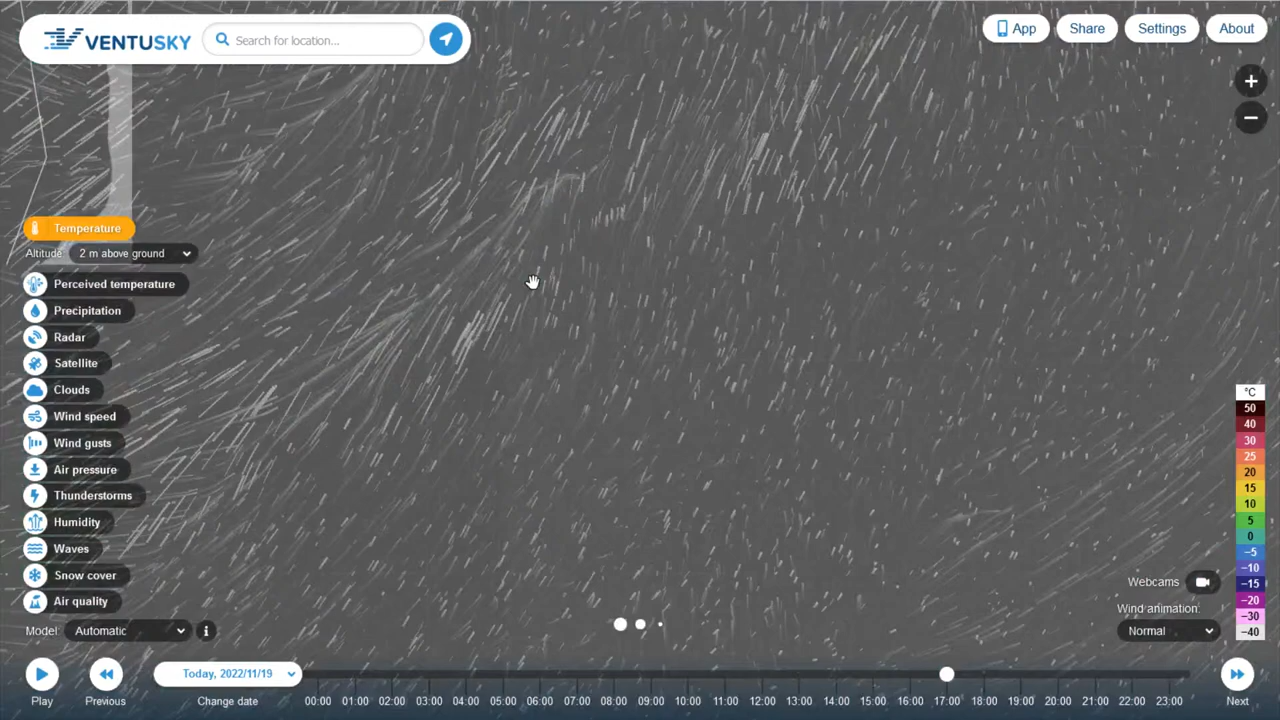 VENTUSKY
Search for location...
App
Share
Settings
About
+
−
Temperature
Altitude: 2 m above ground
Perceived temperature
Precipitation
Radar
Satellite
Clouds
Wind speed
Wind gusts
Air pressure
Thunderstorms
Humidity
Waves
Snow cover
Air quality
Model: Automatic
i
°C
50
40
30
25
20
15
10
5
0
−5
−10
−15
−20
−30
−40
Webcams
Wind animation:
Normal
Play
Previous
Today, 2022/11/19
Change date
00:00 01:00 02:00 03:00 04:00 05:00 06:00 07:00 08:00 09:00 10:00 11:00 12:00 13:00 14:00 15:00 16:00 17:00 18:00 19:00 20:00 21:00 22:00 23:00
Next